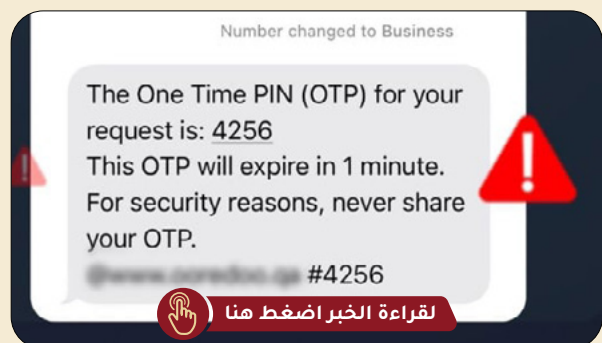 Number changed to Business
The One Time PIN (OTP) for your
request is: 4256
This OTP will expire in 1 minute.
For security reasons, never share
your OTP.
#4256
لقراءة الخبر اضغط هنا